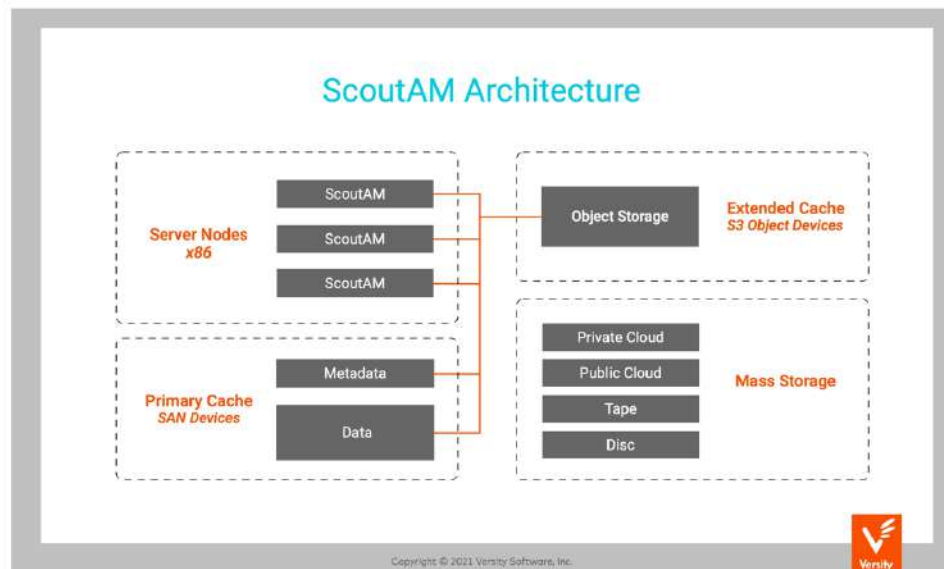 ScoutAM Architecture
Server Nodes
x86
ScoutAM
ScoutAM
ScoutAM
Primary Cache
SAN Devices
Metadata
Data
Object Storage
Extended Cache
S3 Object Devices
Private Cloud
Public Cloud
Tape
Disc
Mass Storage
Copyright © 2021 Versity Software, Inc.
Versity